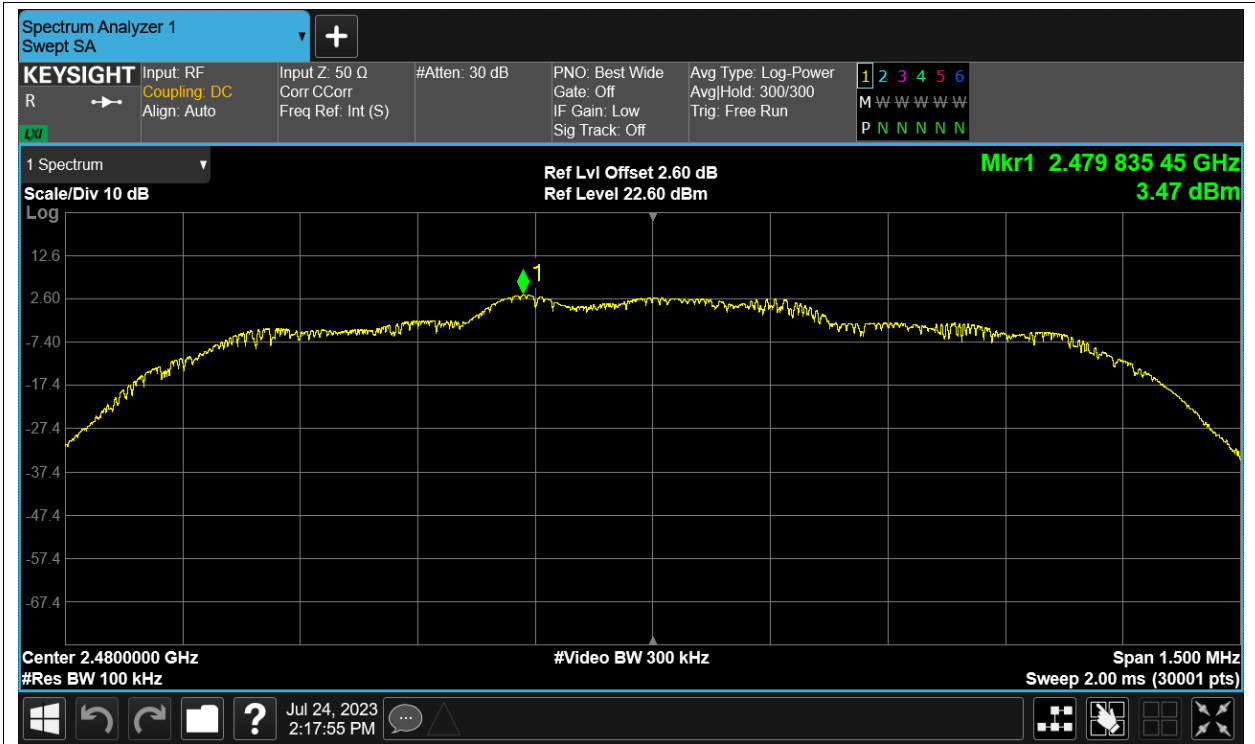 Spectrum Analyzer 1
Swept SA
+
KEYSIGHT
R
LXI
Input: RF
Coupling: DC
Align: Auto
Input Z: 50 Ω
Corr CCorr
Freq Ref: Int (S)
#Atten: 30 dB
PNO: Best Wide
Gate: Off
IF Gain: Low
Sig Track: Off
Avg Type: Log-Power
Avg|Hold: 300/300
Trig: Free Run
1 2 3 4 5 6
M W W W W W
P N N N N N
1 Spectrum
Scale/Div 10 dB
Log
Ref Lvl Offset 2.60 dB
Ref Level 22.60 dBm
Mkr1 2.479 835 45 GHz
3.47 dBm
12.6
2.60
-7.40
-17.4
-27.4
-37.4
-47.4
-57.4
-67.4
1
Center 2.4800000 GHz
#Res BW 100 kHz
#Video BW 300 kHz
Span 1.500 MHz
Sweep 2.00 ms (30001 pts)
?
Jul 24, 2023
2:17:55 PM